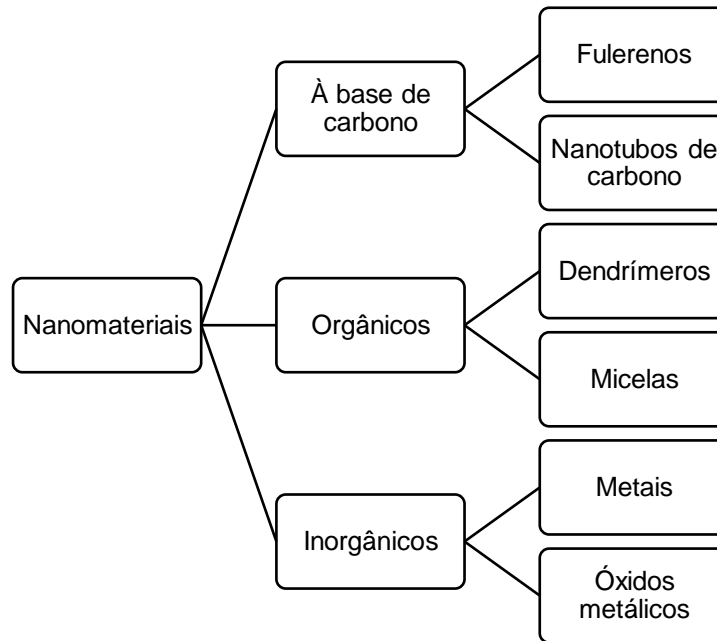 Nanomateriais
À base de
carbono
Fulerenos
Nanotubos de
carbono
Orgânicos
Dendrímeros
Micelas
Inorgânicos
Metais
Óxidos
metálicos